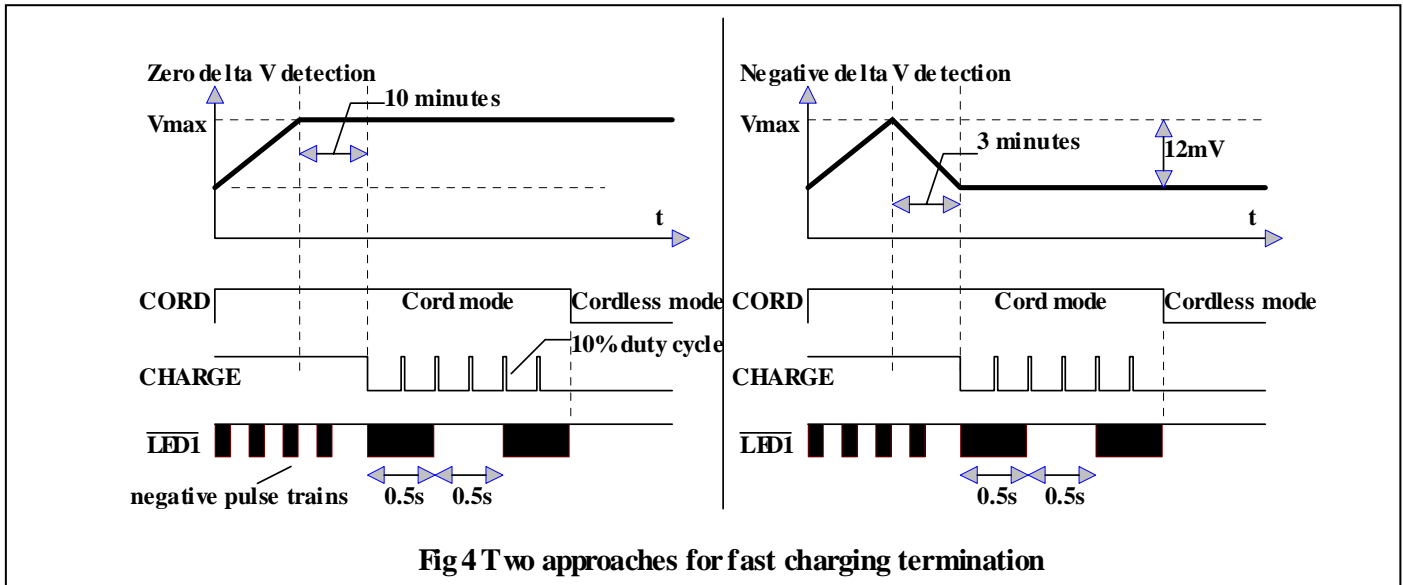 Zero delta V detection
10 minutes
Vmax
t
CORD
Cord mode
Cordless mode
10% duty cycle
CHARGE
LED1
negative pulse trains
0.5s
0.5s
Negative delta V detection
Vmax
3 minutes
12mV
t
CORD
Cord mode
Cordless mode
CHARGE
LED1
0.5s
0.5s
Fig 4 Two approaches for fast charging termination